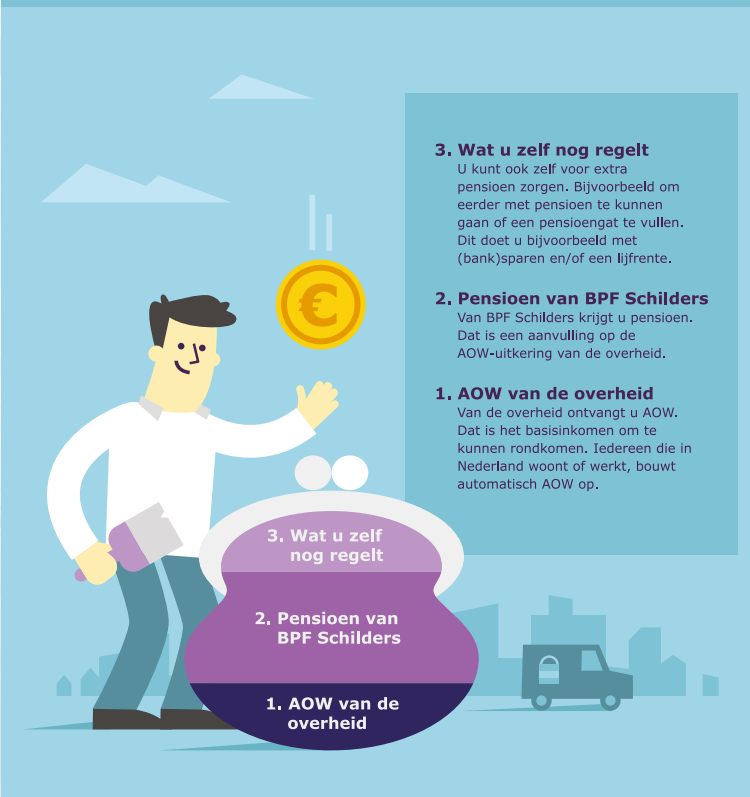 3. Wat u zelf nog regelt
U kunt ook zelf voor extra
pensioen zorgen. Bijvoorbeeld om
eerder met pensioen te kunnen
gaan of een pensioengat te vullen.
Dit doet u bijvoorbeeld met
(bank)sparen en/of een lijfrente.
2. Pensioen van BPF Schilders
Van BPF Schilders krijgt u pensioen.
Dat is een aanvulling op de
AOW-uitkering van de overheid.
1. AOW van de overheid
Van de overheid ontvangt u AOW.
Dat is het basisinkomen om te
kunnen rondkomen. Iedereen die in
Nederland woont of werkt, bouwt
automatisch AOW op.
€
3. Wat u zelf
nog regelt
2. Pensioen van
BPF Schilders
1. AOW van de
overheid